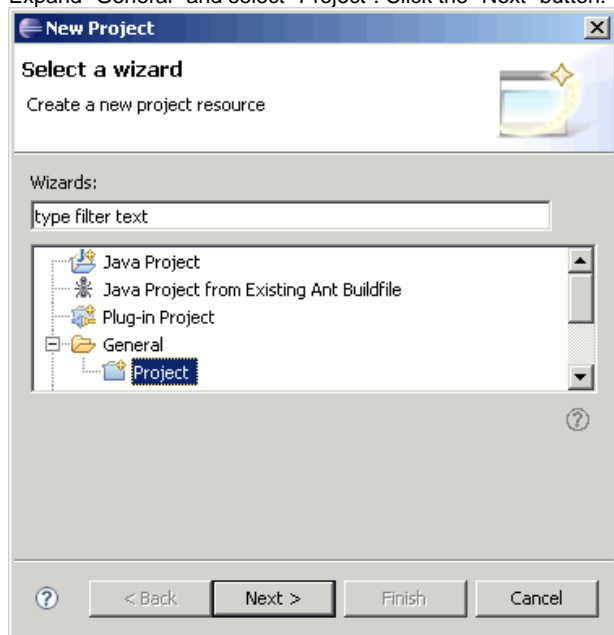 Expand "General" and select "Project". Click the "Next" button.
New Project
Select a wizard
Create a new project resource
Wizards:
type filter text
Java Project
Java Project from Existing Ant Buildfile
Plug-in Project
General
Project
< Back Next > Finish Cancel